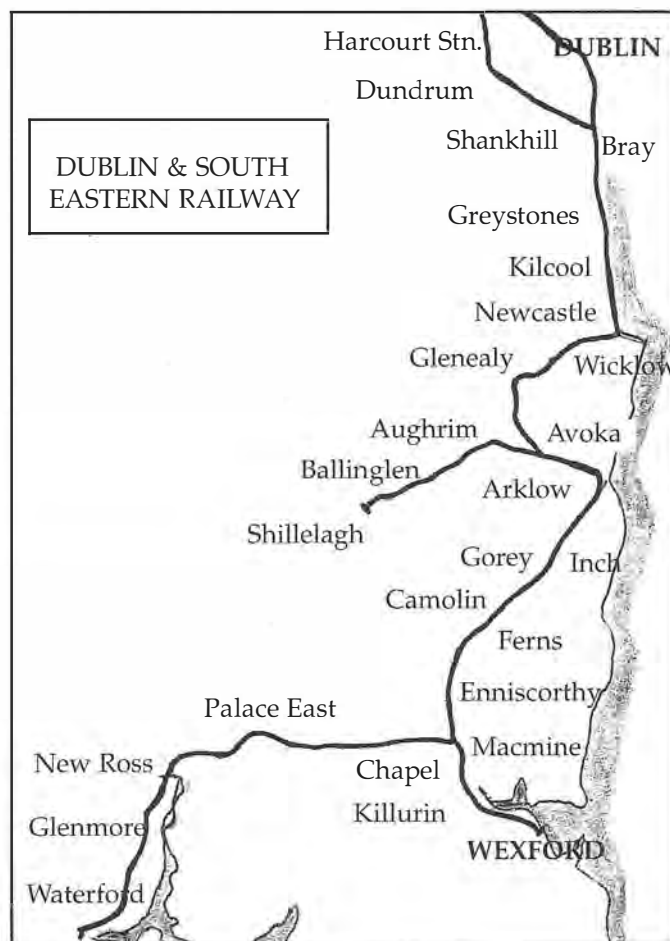 Harcourt Stn.
DUBLIN
Dundrum
Shankhill
Bray
DUBLIN & SOUTH
EASTERN RAILWAY
Greystones
Kilcool
Newcastle
Glenealy
Wicklow
Aughrim
Avoka
Ballinglen
Arklow
Shillelagh
Gorey
Inch
Camolin
Ferns
Enniscorthy
Palace East
Macmine
New Ross
Chapel
Killurin
Glenmore
WEXFORD
Waterford